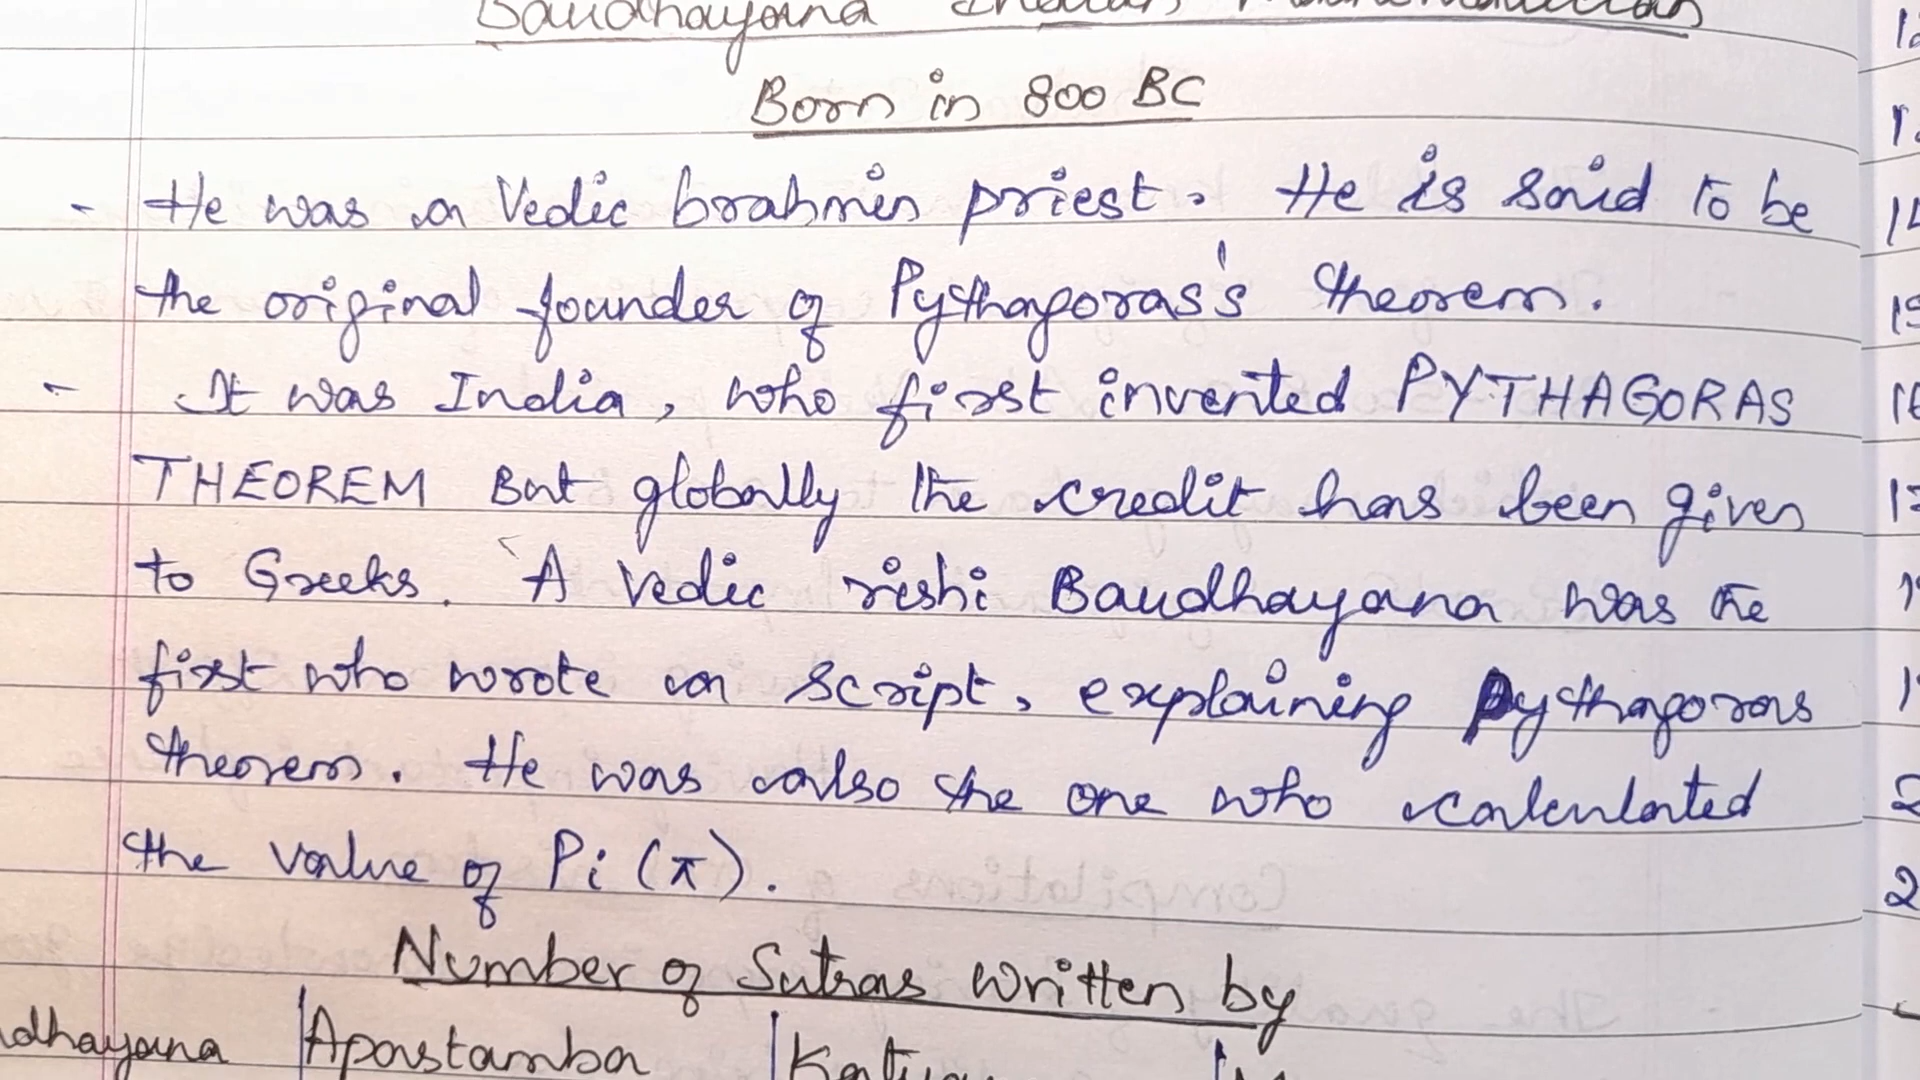 Baudhayana Indian Mathematician
Born in 800 BC
- He was a Vedic brahmin priest. He is said to be
the original founder of Pythagoras's theorem.
- It was India, who first invented PYTHAGORAS
THEOREM But globally the credit has been given
to Greeks. A Vedic rishi Baudhayana was the
first who wrote a script, explaining Pythagoras
theorem. He was also the one who calculated
the value of Pi (π).
Number of Sutras written by
Apastamba